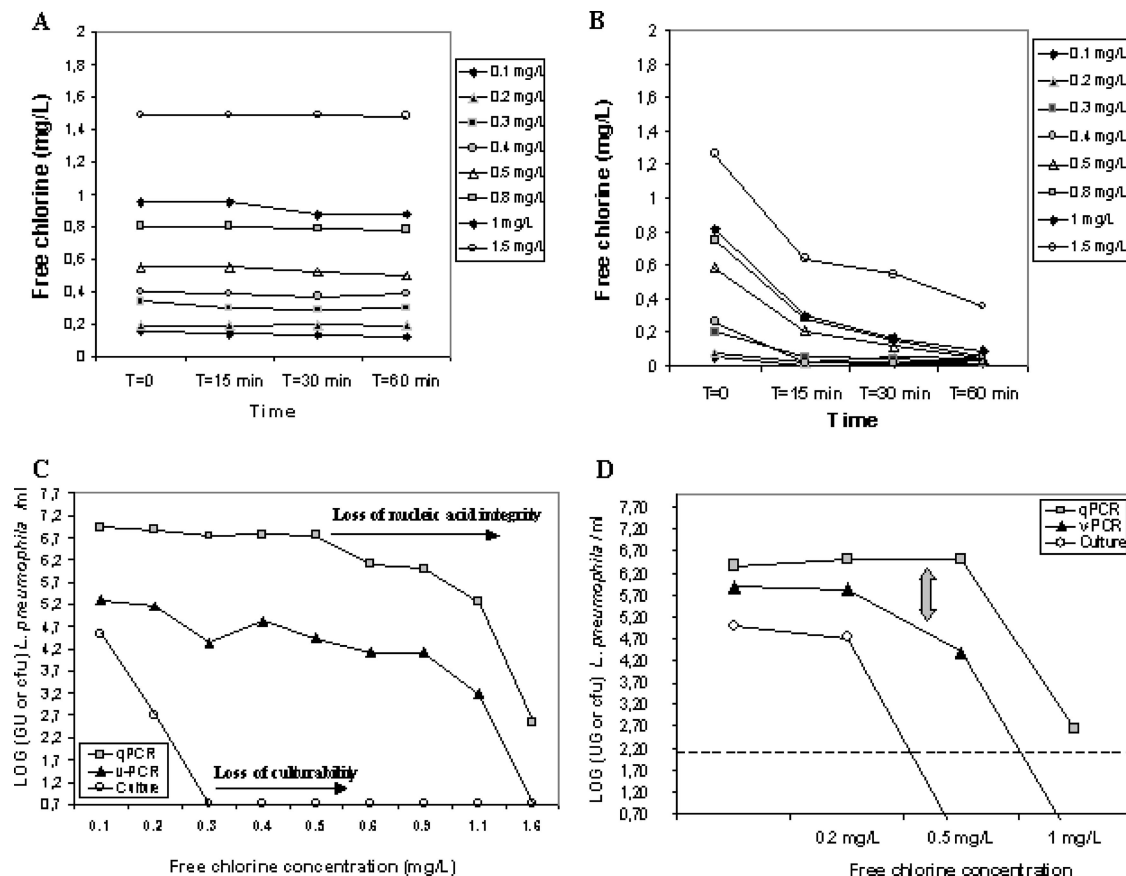 A
2
1,8
1,6
1,4
1,2
1
0,8
0,6
0,4
0,2
0
Free chlorine (mg/L)
T=0 T=15 min T=30 min T=60 min
Time
0.1 mg/L
0.2 mg/L
0.3 mg/L
0.4 mg/L
0.5 mg/L
0.8 mg/L
1 mg/L
1.5 mg/L
B
2
1,8
1,6
1,4
1,2
1
0,8
0,6
0,4
0,2
0
Free chlorine (mg/L)
T=0 T=15 min T=30 min T=60 min
Time
0.1 mg/L
0.2 mg/L
0.3 mg/L
0.4 mg/L
0.5 mg/L
0.8 mg/L
1 mg/L
1.5 mg/L
C
7,7
7,2
6,7
6,2
5,7
5,2
4,7
4,2
3,7
3,2
2,7
2,2
1,7
1,2
0,7
LOG (GU or cfu) L. pneumophila /ml
Loss of nucleic acid integrity
Loss of culturability
qPCR
υ-PCR
Culture
0.1 0.2 0.3 0.4 0.5 0.6 0.9 1.1 1.6
Free chlorine concentration (mg/L)
D
7,70
7,20
6,70
6,20
5,70
5,20
4,70
4,20
3,70
3,20
2,70
2,20
1,70
1,20
0,70
LOG (UG or cfu) L. pneumophila / ml
qPCR
v-PCR
Culture
0.2 mg/L 0.5 mg/L 1 mg/L
Free chlorine concentration